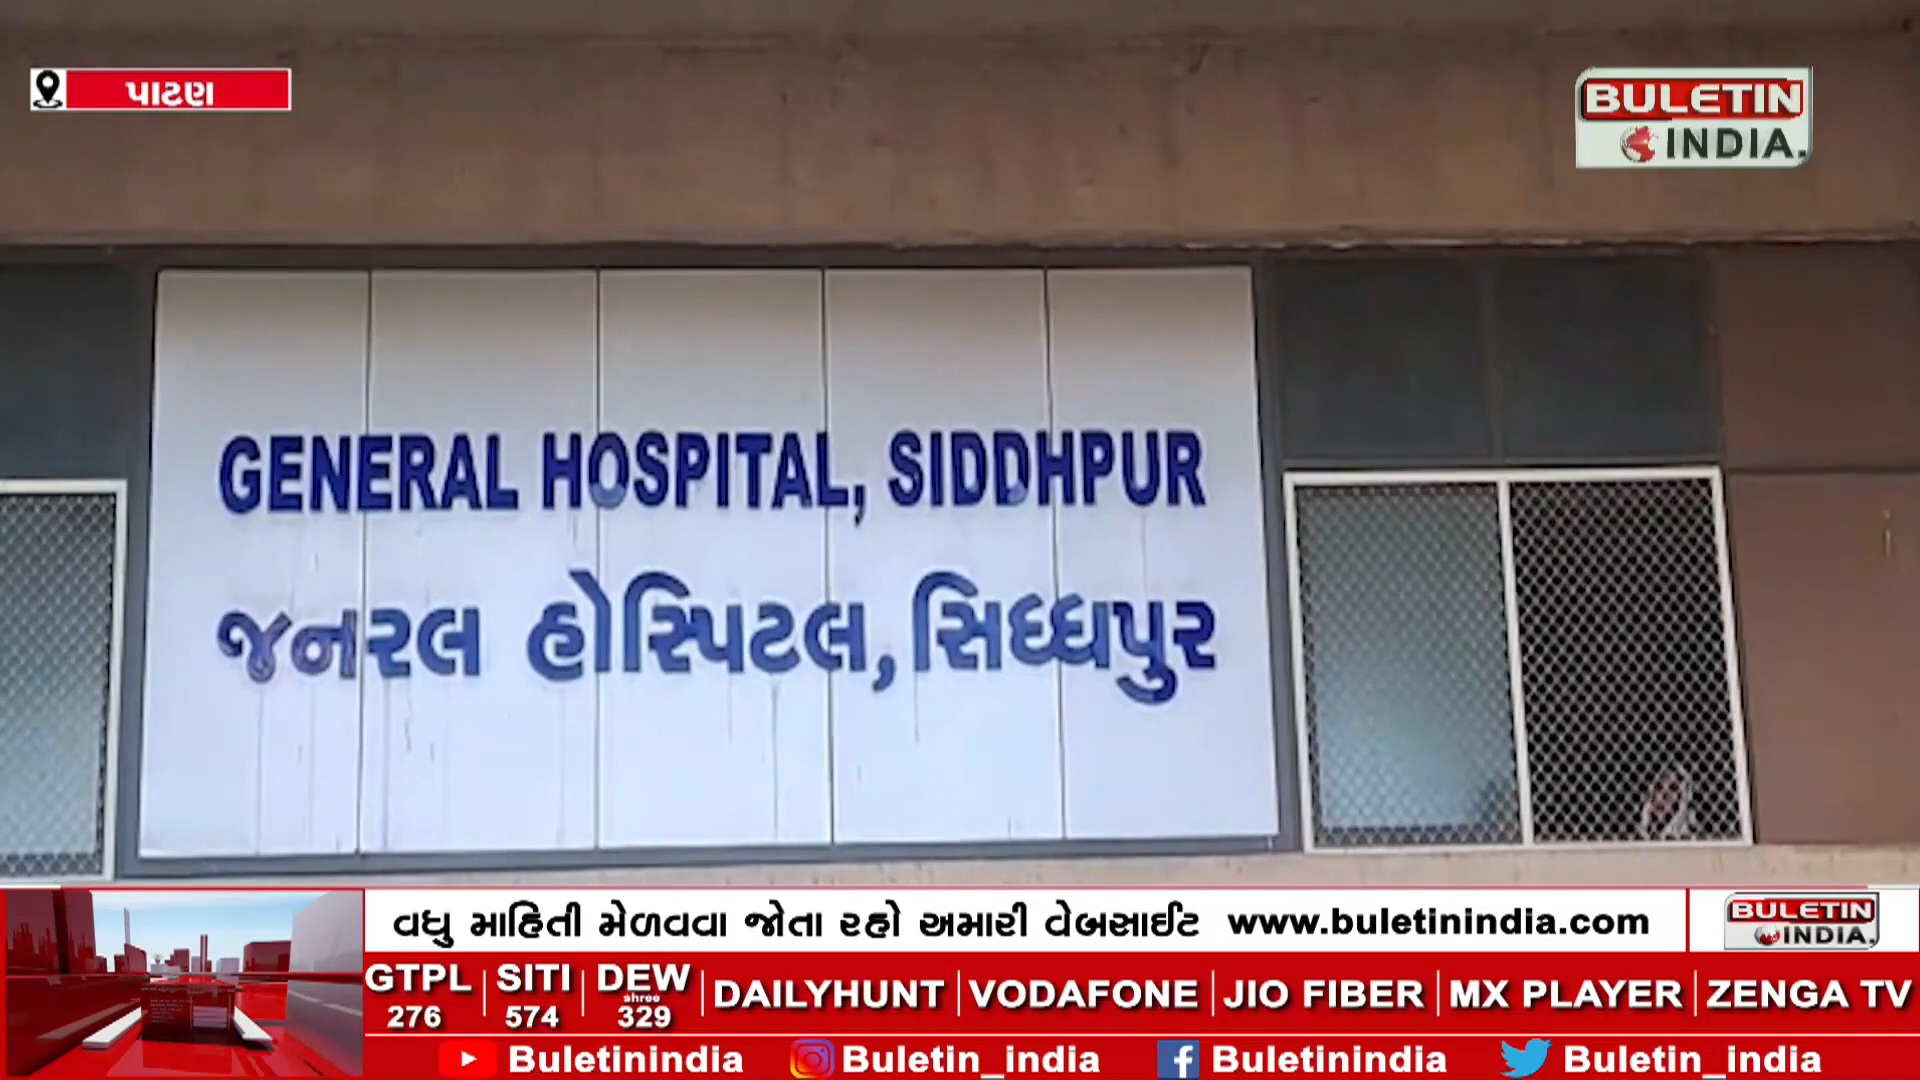 પાટણ
BULETIN
INDIA.
GENERAL HOSPITAL, SIDDHPUR
જનરલ હોસ્પિટલ, સિધ્ધપુર
વધુ માહિતી મેળવવા જોતા રહો અમારી વેબસાઈટ www.buletinindia.com
BULETIN
INDIA.
GTPL 276 | SITI 574 | DEW shree 329 | DAILYHUNT | VODAFONE | JIO FIBER | MX PLAYER | ZENGA TV
Buletinindia Buletin_india Buletinindia Buletin_india